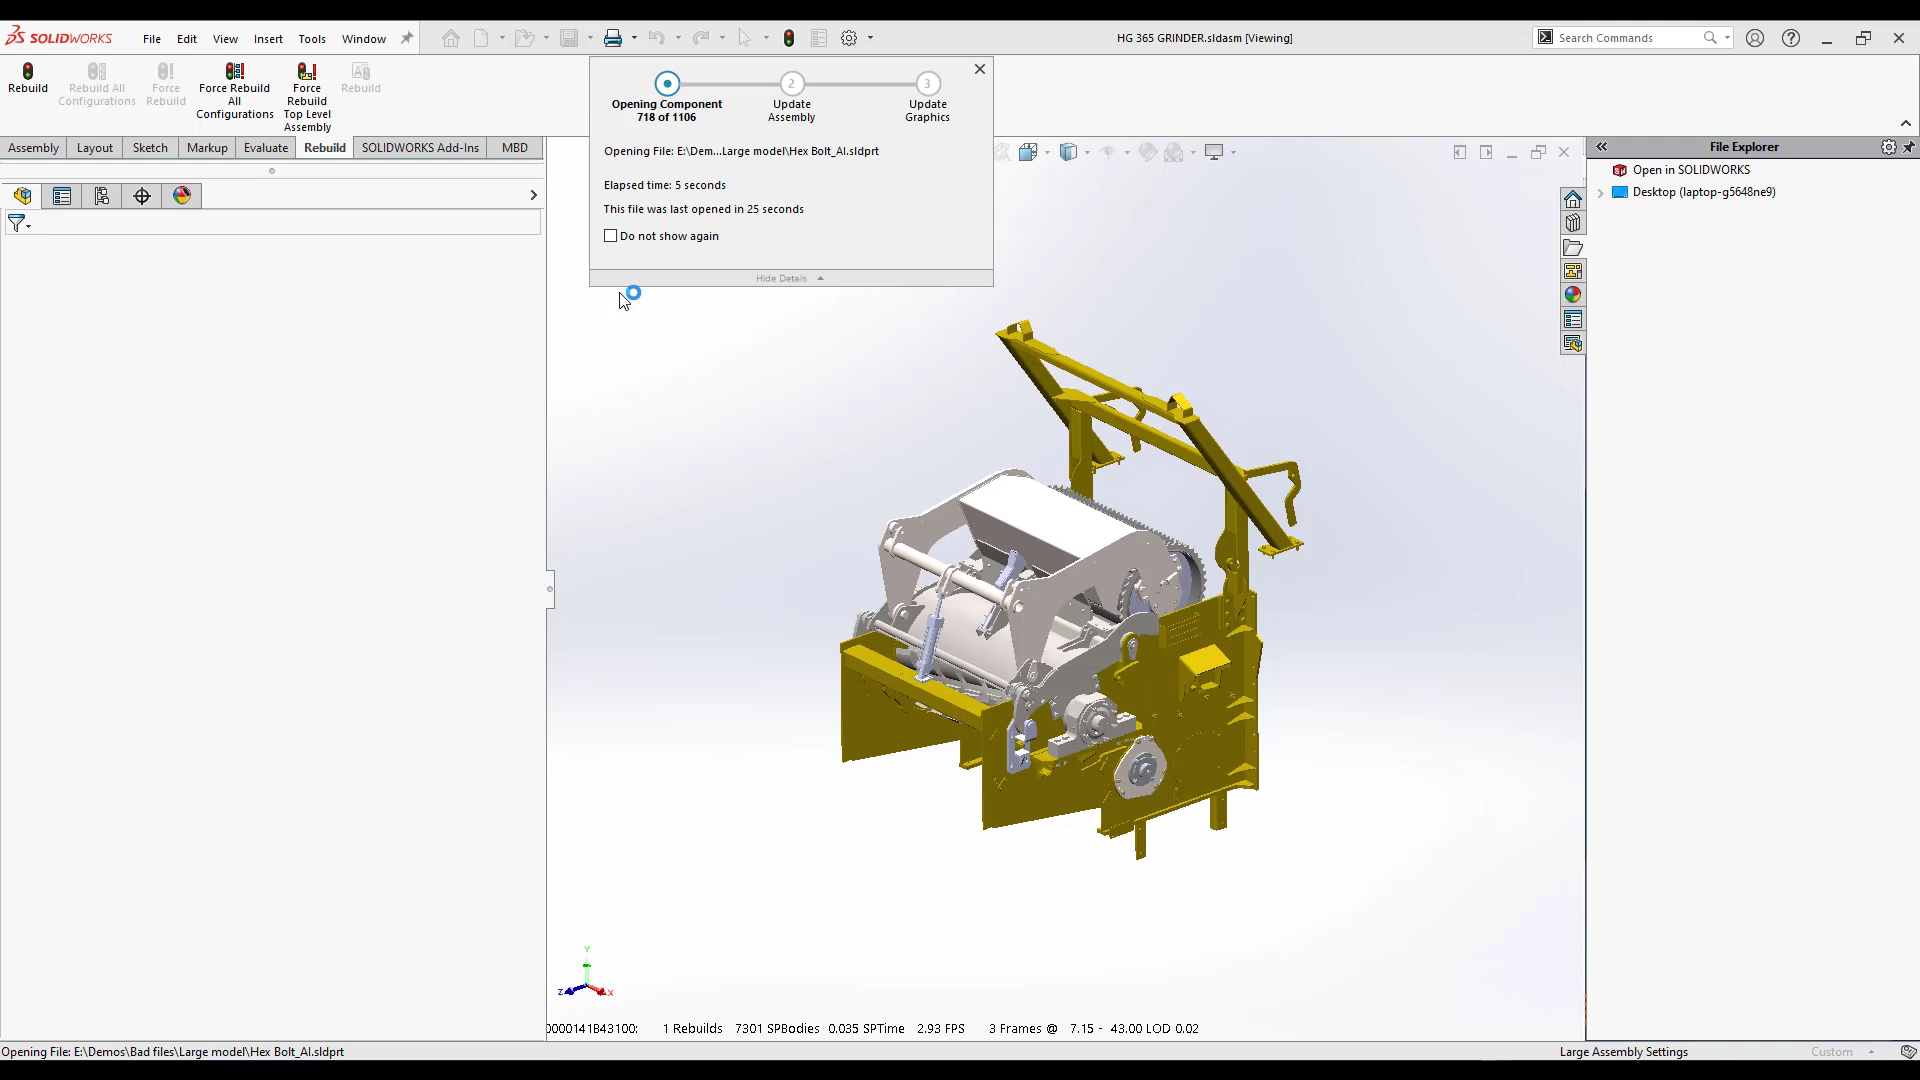 SOLIDWORKS
File Edit View Insert Tools Window
HG 365 GRINDER.sldasm [Viewing]
Search Commands
Rebuild
Rebuild All Configurations
Force Rebuild
Force Rebuild All Configurations
Force Rebuild Top Level Assembly
Rebuild
Assembly Layout Sketch Markup Evaluate Rebuild SOLIDWORKS Add-Ins MBD
2 3
Opening Component 718 of 1106
Update Assembly
Update Graphics
Opening File: E:\Dem...Large model\Hex Bolt_AI.sldprt
Elapsed time: 5 seconds
This file was last opened in 25 seconds
Do not show again
Hide Details
File Explorer
Open in SOLIDWORKS
Desktop (laptop-g5648ne9)
Y
Z X
0000141B43100: 1 Rebuilds 7301 SPBodies 0.035 SPTime 2.93 FPS 3 Frames @ 7.15 - 43.00 LOD 0.02
Opening File: E:\Demos\Bad files\Large model\Hex Bolt_AI.sldprt
Large Assembly Settings
Custom